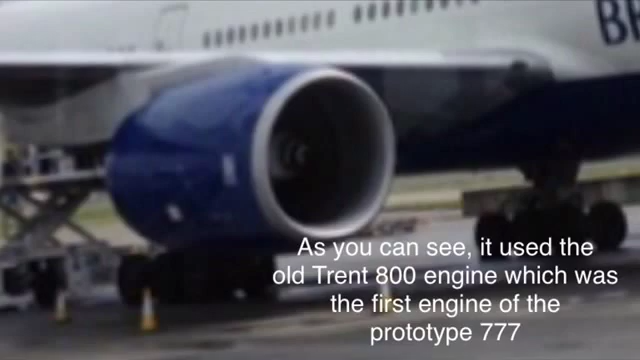 BR
As you can see, it used the
old Trent 800 engine which was
the first engine of the
prototype 777